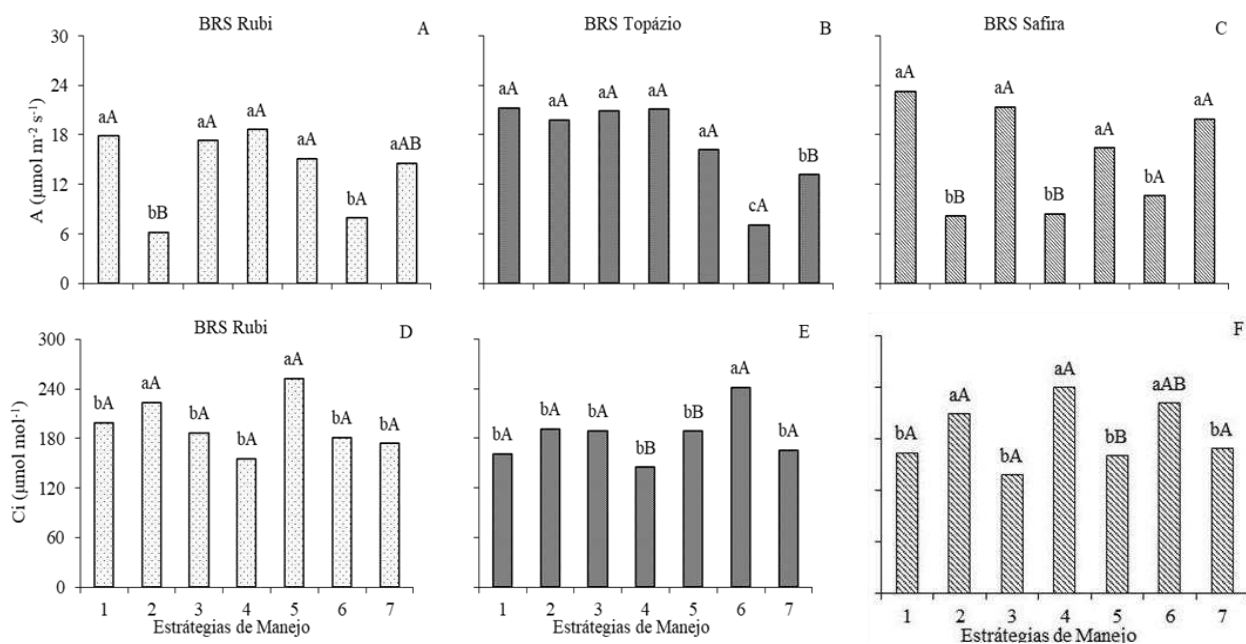 BRS Rubi
A
BRS Topázio
B
BRS Safira
C
A (µmol m-2 s-1)
30
24
18
12
6
0
aA
bB
aA
aA
aA
bA
aAB
aA
aA
aA
aA
aA
cA
bB
aA
bB
aA
bB
aA
bA
aA
BRS Rubi
D
E
F
Ci (µmol mol-1)
300
240
180
120
60
0
bA
aA
bA
bA
aA
bA
bA
bA
bA
bA
bB
bB
aA
bA
bA
aA
bA
aA
bB
aAB
bA
1 2 3 4 5 6 7
Estrátegias de Manejo
1 2 3 4 5 6 7
Estrátegias de Manejo
1 2 3 4 5 6 7
Estrátegias de Manejo